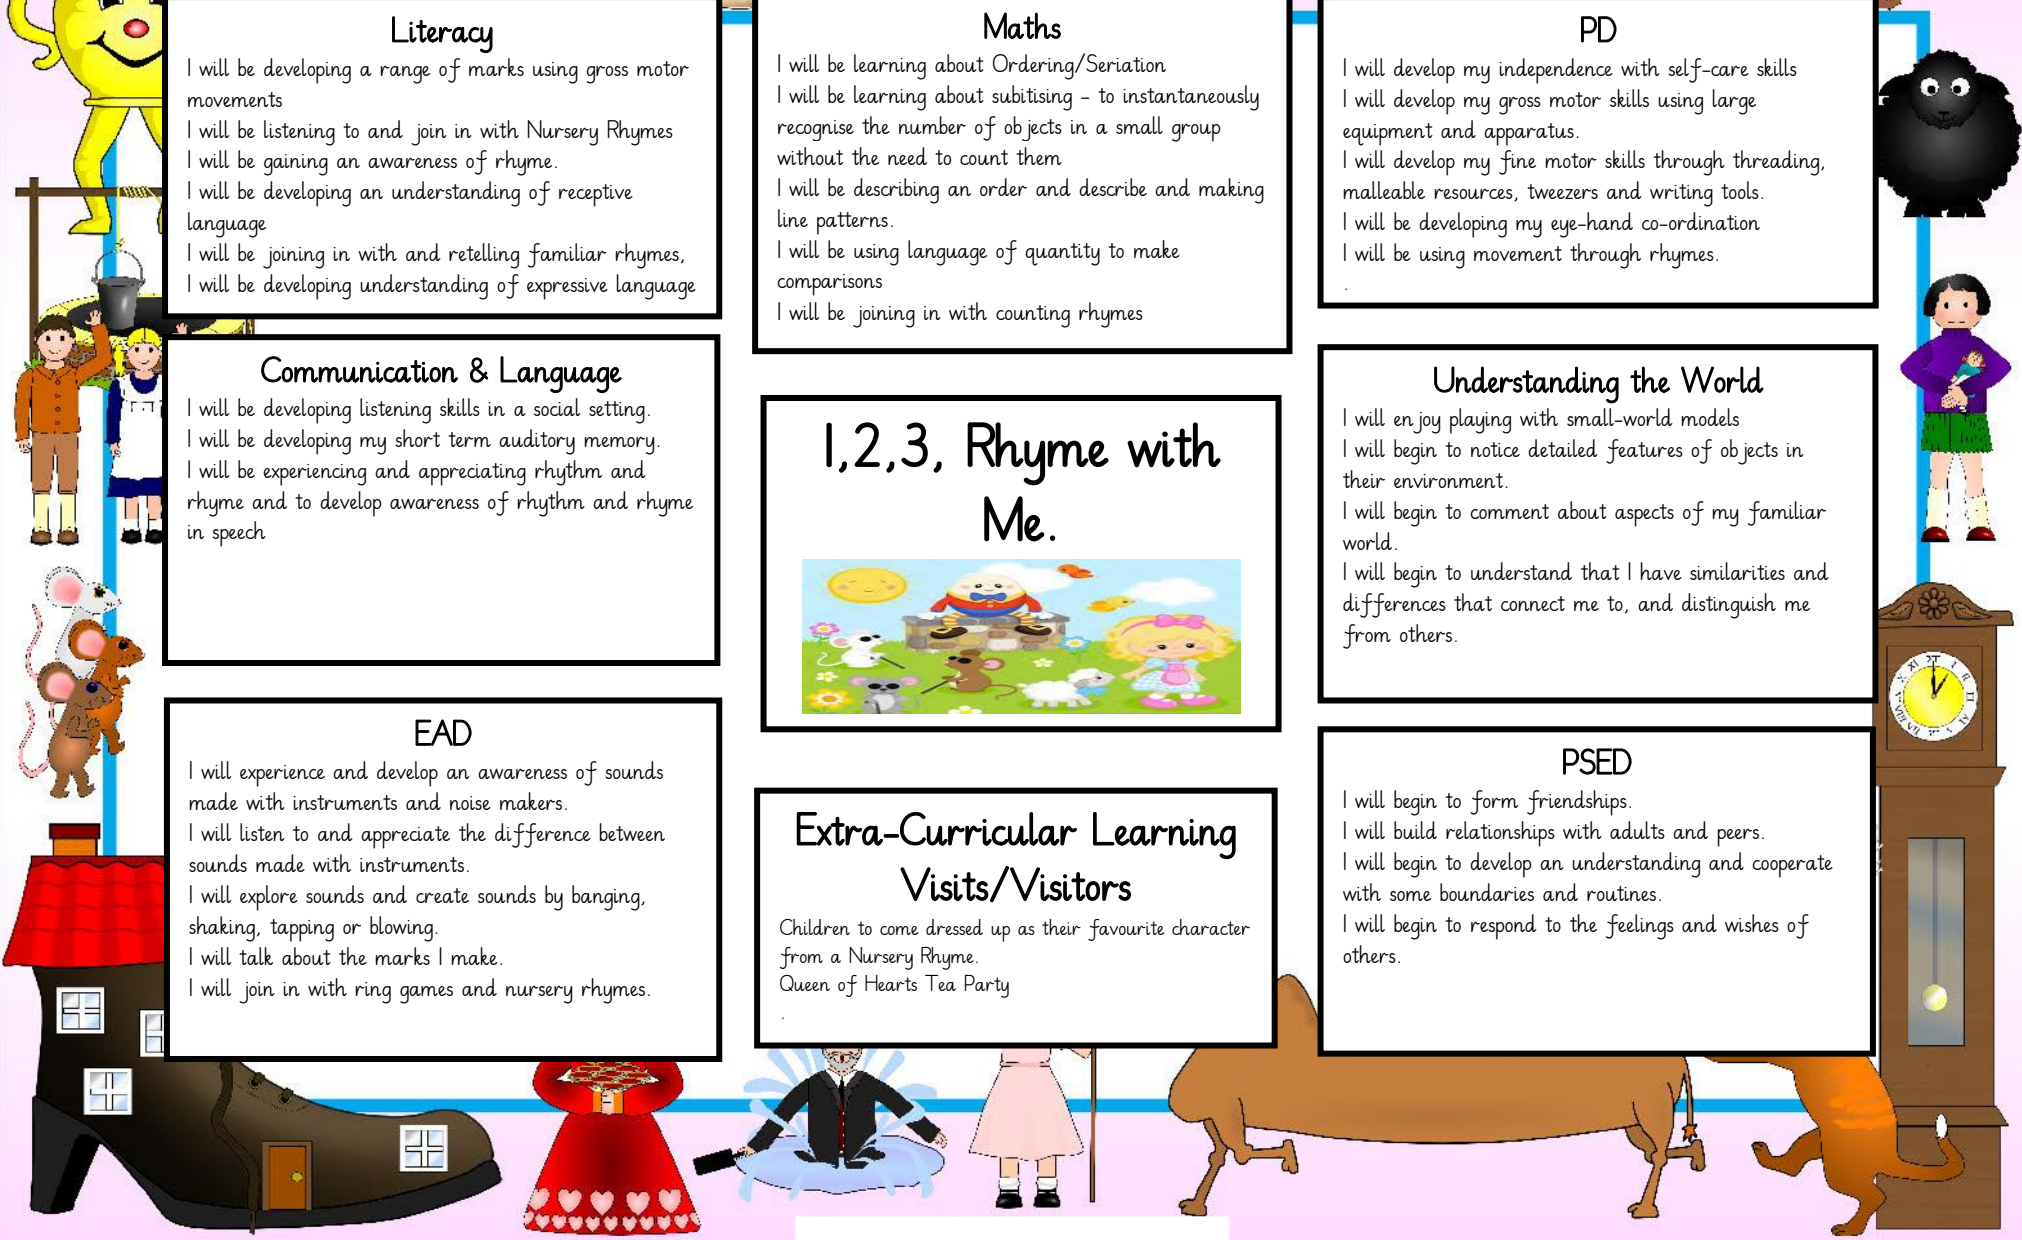 Literacy
I will be developing a range of marks using gross motor
movements
I will be listening to and join in with Nursery Rhymes
I will be gaining an awareness of rhyme.
I will be developing an understanding of receptive
language
I will be joining in with and retelling familiar rhymes,
I will be developing understanding of expressive language
Maths
I will be learning about Ordering/Seriation
I will be learning about subitising - to instantaneously
recognise the number of objects in a small group
without the need to count them
I will be describing an order and describe and making
line patterns.
I will be using language of quantity to make
comparisons
I will be joining in with counting rhymes
PD
I will develop my independence with self-care skills
I will develop my gross motor skills using large
equipment and apparatus.
I will develop my fine motor skills through threading,
malleable resources, tweezers and writing tools.
I will be developing my eye-hand co-ordination
I will be using movement through rhymes.
.
Communication & Language
I will be developing listening skills in a social setting.
I will be developing my short term auditory memory.
I will be experiencing and appreciating rhythm and
rhyme and to develop awareness of rhythm and rhyme
in speech
1,2,3, Rhyme with
Me.
Understanding the World
I will enjoy playing with small-world models
I will begin to notice detailed features of objects in
their environment.
I will begin to comment about aspects of my familiar
world.
I will begin to understand that I have similarities and
differences that connect me to, and distinguish me
from others.
EAD
I will experience and develop an awareness of sounds
made with instruments and noise makers.
I will listen to and appreciate the difference between
sounds made with instruments.
I will explore sounds and create sounds by banging,
shaking, tapping or blowing.
I will talk about the marks I make.
I will join in with ring games and nursery rhymes.
Extra-Curricular Learning
Visits/Visitors
Children to come dressed up as their favourite character
from a Nursery Rhyme.
Queen of Hearts Tea Party
.
PSED
I will begin to form friendships.
I will build relationships with adults and peers.
I will begin to develop an understanding and cooperate
with some boundaries and routines.
I will begin to respond to the feelings and wishes of
others.